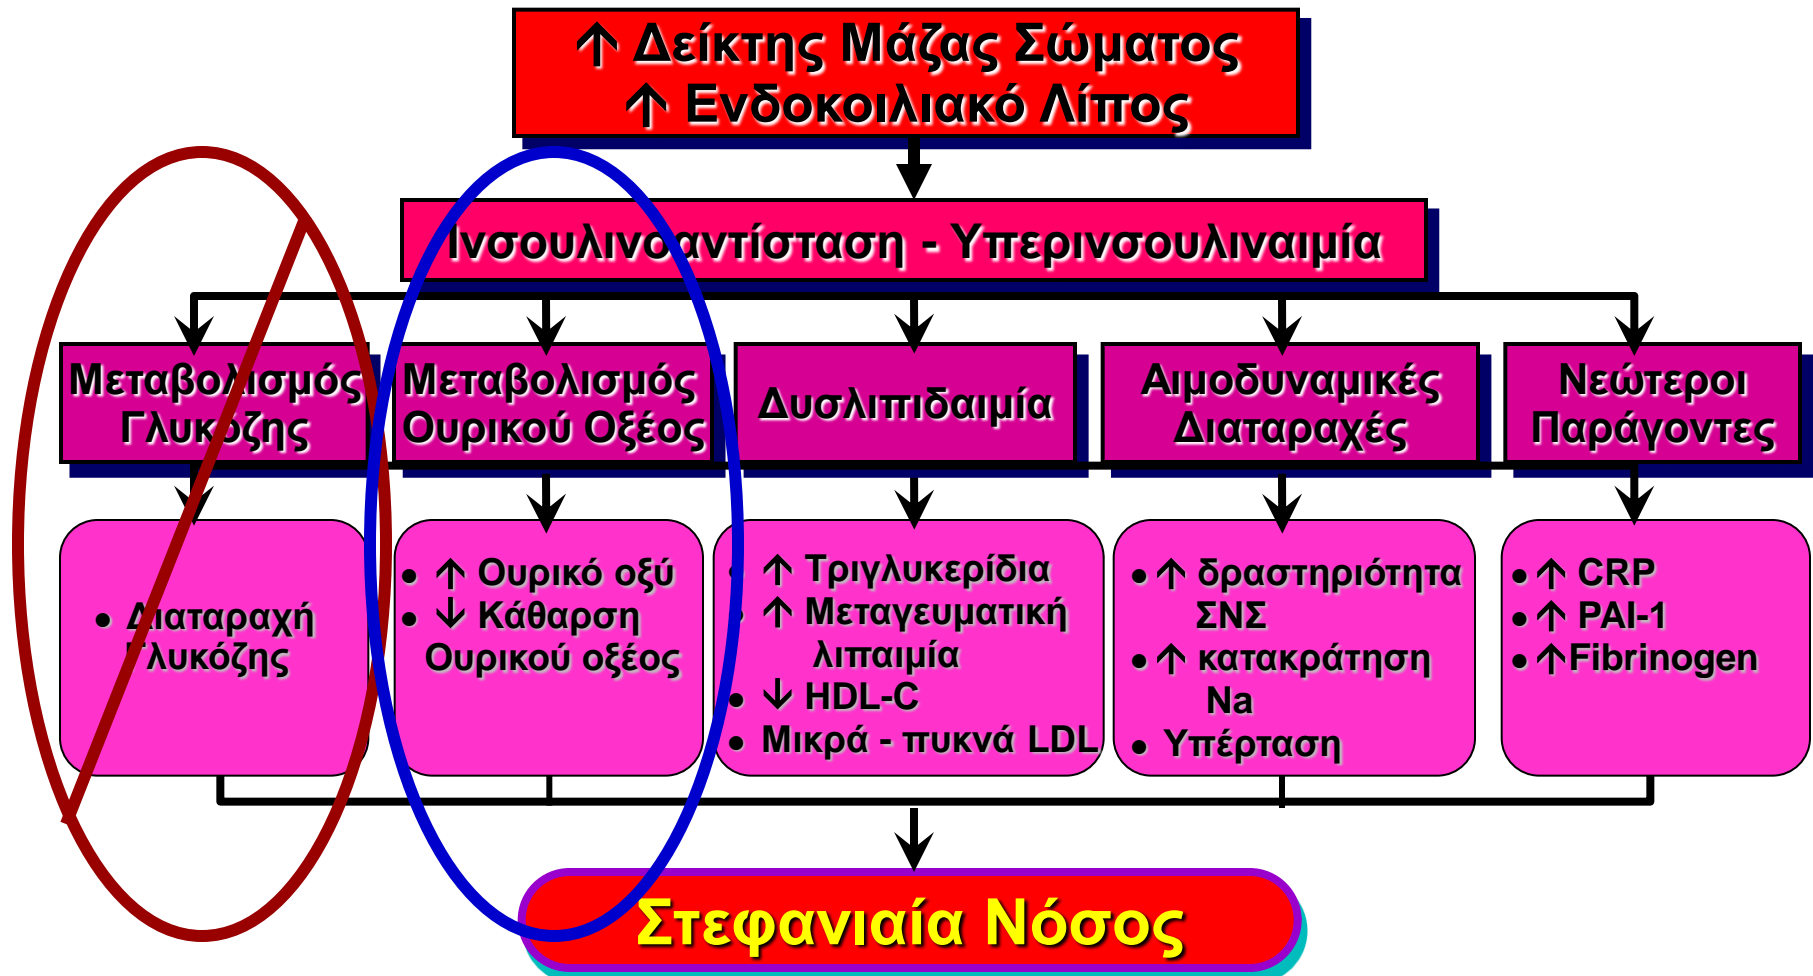 ↑ Δείκτης Μάζας Σώματος
↑ Ενδοκοιλιακό Λίπος
Ινσουλινοαντίσταση - Υπερινσουλιναιμία
Μεταβολισμός
Γλυκόζης
Μεταβολισμός
Ουρικού Οξέος
Δυσλιπιδαιμία
Αιμοδυναμικές
Διαταραχές
Νεώτεροι
Παράγοντες
• Διαταραχή
Γλυκόζης
• ↑ Ουρικό οξύ
• ↓ Κάθαρση
Ουρικού οξέος
• ↑ Τριγλυκερίδια
• ↑ Μεταγευματική
λιπαιμία
• ↓ HDL-C
• Μικρά - πυκνά LDL
• ↑ δραστηριότητα
ΣΝΣ
• ↑ κατακράτηση
Na
• Υπέρταση
• ↑ CRP
• ↑ PAI-1
• ↑Fibrinogen
Στεφανιαία Νόσος